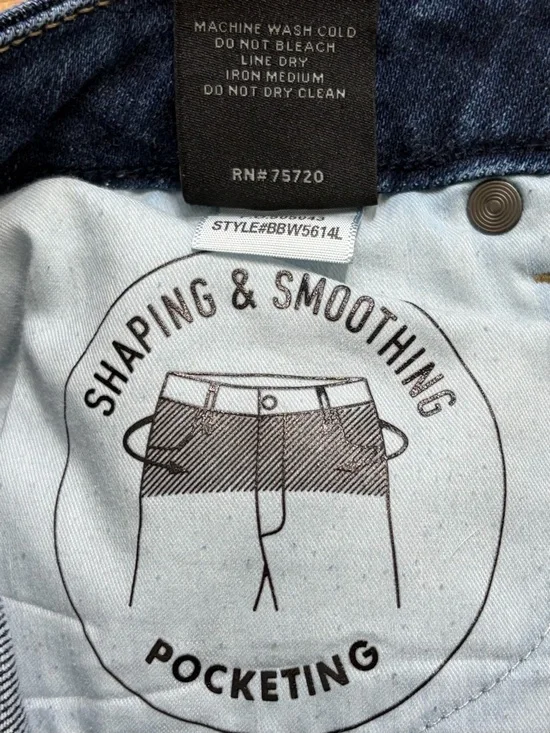 MACHINE WASH COLD
DO NOT BLEACH
LINE DRY
IRON MEDIUM
DO NOT DRY CLEAN
RN#75720
STYLE#BBW5614L
SHAPING & SMOOTHING
POCKETING